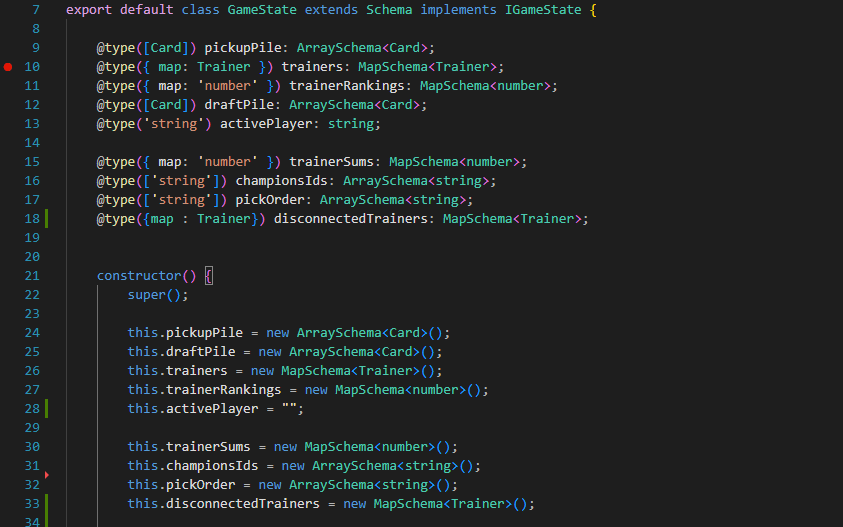 7 export default class GameState extends Schema implements IGameState {
8
9 @type([Card]) pickupPile: ArraySchema<Card>;
10 @type({ map: Trainer }) trainers: MapSchema<Trainer>;
11 @type({ map: 'number' }) trainerRankings: MapSchema<number>;
12 @type([Card]) draftPile: ArraySchema<Card>;
13 @type('string') activePlayer: string;
14
15 @type({ map: 'number' }) trainerSums: MapSchema<number>;
16 @type(['string']) championsIds: ArraySchema<string>;
17 @type(['string']) pickOrder: ArraySchema<string>;
18 @type({map : Trainer}) disconnectedTrainers: MapSchema<Trainer>;
19
20
21 constructor() {
22 super();
23
24 this.pickupPile = new ArraySchema<Card>();
25 this.draftPile = new ArraySchema<Card>();
26 this.trainers = new MapSchema<Trainer>();
27 this.trainerRankings = new MapSchema<number>();
28 this.activePlayer = "";
29
30 this.trainerSums = new MapSchema<number>();
31 this.championsIds = new ArraySchema<string>();
32 this.pickOrder = new ArraySchema<string>();
33 this.disconnectedTrainers = new MapSchema<Trainer>();
34